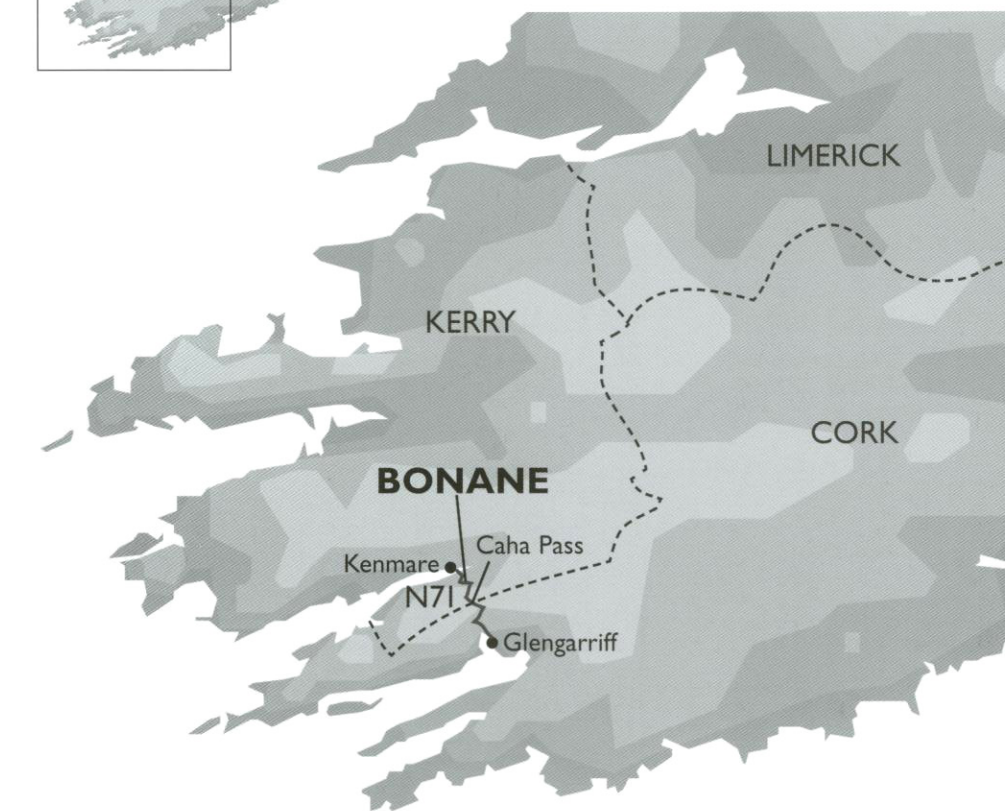 LIMERICK
KERRY
CORK
BONANE
Caha Pass
Kenmare
N71
Glengarriff